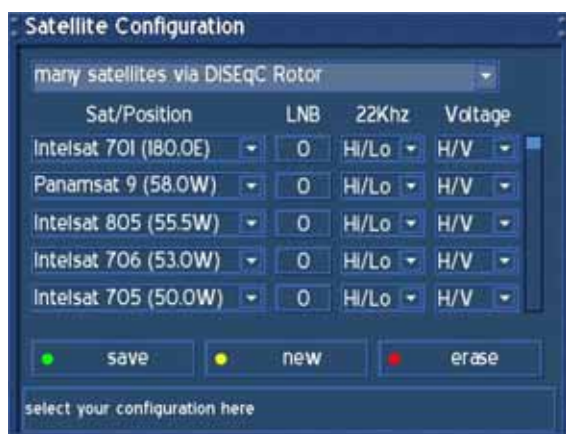 Satellite Configuration
many satellites via DiSEqC Rotor
Sat/Position LNB 22Khz Voltage
Intelsat 701 (180.0E) 0 Hi/Lo H/V
Panamsat 9 (58.0W) 0 Hi/Lo H/V
Intelsat 805 (55.5W) 0 Hi/Lo H/V
Intelsat 706 (53.0W) 0 Hi/Lo H/V
Intelsat 705 (50.0W) 0 Hi/Lo H/V
save new erase
select your configuration here